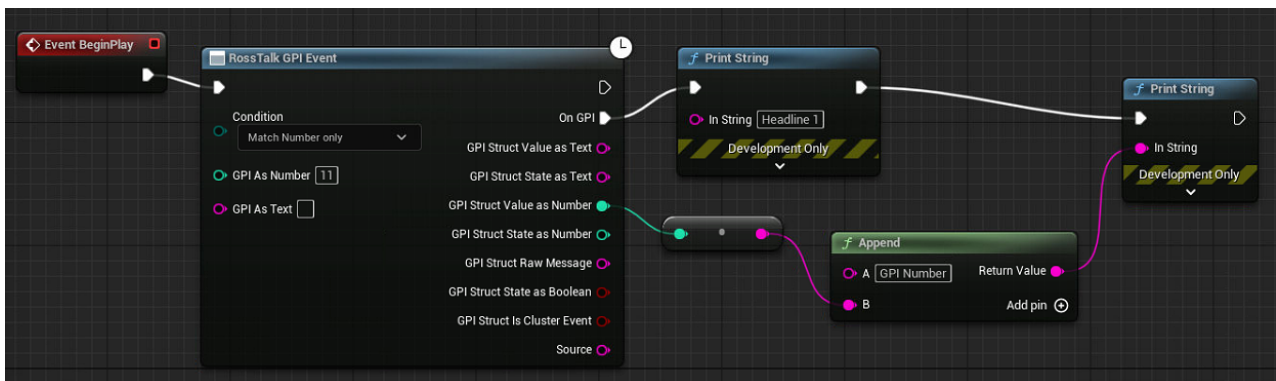 Event BeginPlay
RossTalk GPI Event
Condition
Match Number only
GPI As Number 11
GPI As Text
On GPI
GPI Struct Value as Text
GPI Struct State as Text
GPI Struct Value as Number
GPI Struct State as Number
GPI Struct Raw Message
GPI Struct State as Boolean
GPI Struct Is Cluster Event
Source
f Print String
In String Headline 1
Development Only
f Append
A GPI Number
B
Return Value
Add pin
f Print String
In String
Development Only